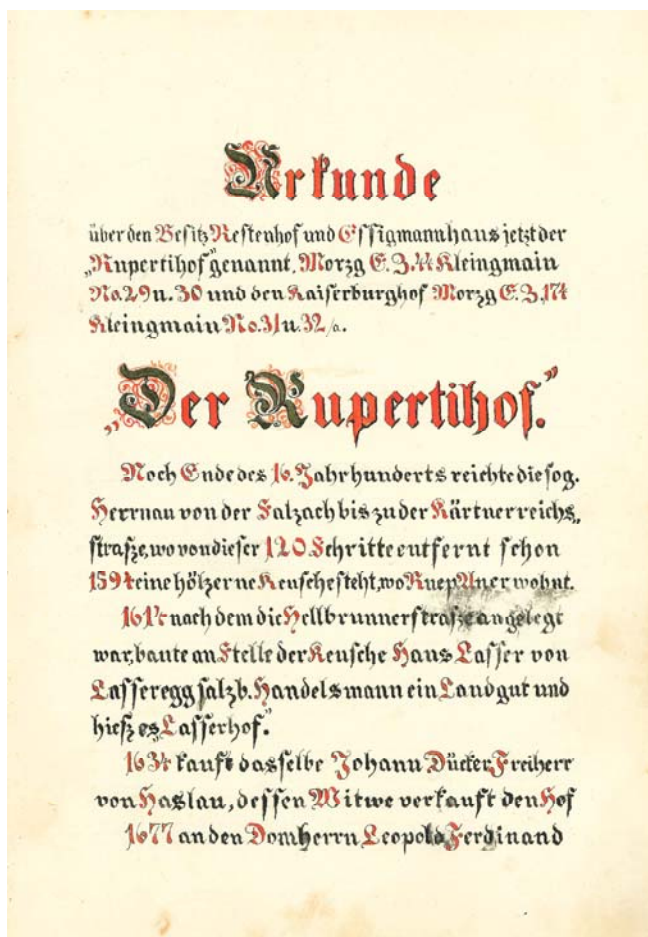 Urkunde
über den Besitz Restenhof und Essigmannhaus jetzt der
„Rupertihof" genannt, Morzg E. Z. 44 Kleingmain
No. 29 u. 30 und den Kaiserburghof Morzg E. Z. 174
Kleingmain No. 31 u. 32/a.
„Der Rupertihof."
Noch Ende des 16. Jahrhunderts reichte die sog.
Herrnau von der Salzach bis zu der Kärtnerreichs„
straße, wo von dieser 120 Schritte entfernt schon
1594 eine hölzerne Keusche steht, wo Ruep Aner wohnt.
nach dem die Hellbrunnerstrasze angelegt
war, baute an Stelle der Keusche Hans Lasser von
Lasseregg salzb. Handelsmann ein Landgut und
hiesz es „Lasserhof."
1634 kauft dasselbe Johann Dücker Freiherr
von Haslau, dessen Witwe verkauft den Hof
1677 an den Domherrn Leopold Ferdinand